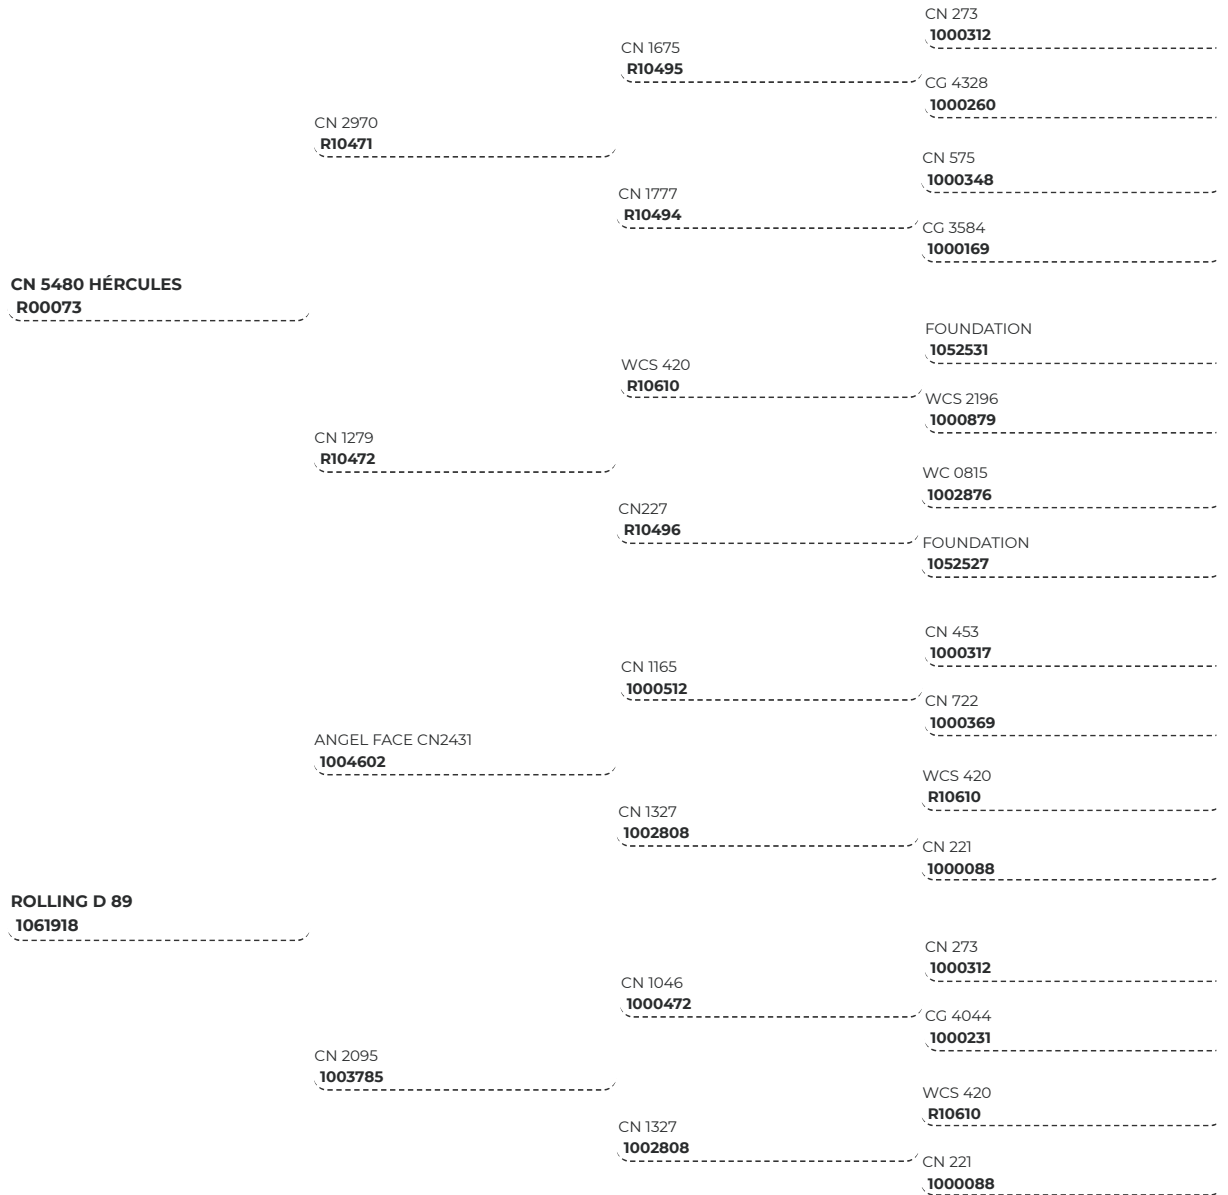 CN 273
1000312
CN 1675
R10495
CG 4328
1000260
CN 2970
R10471
CN 575
1000348
CN 1777
R10494
CG 3584
1000169
CN 5480 HÉRCULES
R00073
FOUNDATION
1052531
WCS 420
R10610
WCS 2196
1000879
CN 1279
R10472
WC 0815
1002876
CN227
R10496
FOUNDATION
1052527
CN 453
1000317
CN 1165
1000512
CN 722
1000369
ANGEL FACE CN2431
1004602
WCS 420
R10610
CN 1327
1002808
CN 221
1000088
ROLLING D 89
1061918
CN 273
1000312
CN 1046
1000472
CG 4044
1000231
CN 2095
1003785
WCS 420
R10610
CN 1327
1002808
CN 221
1000088